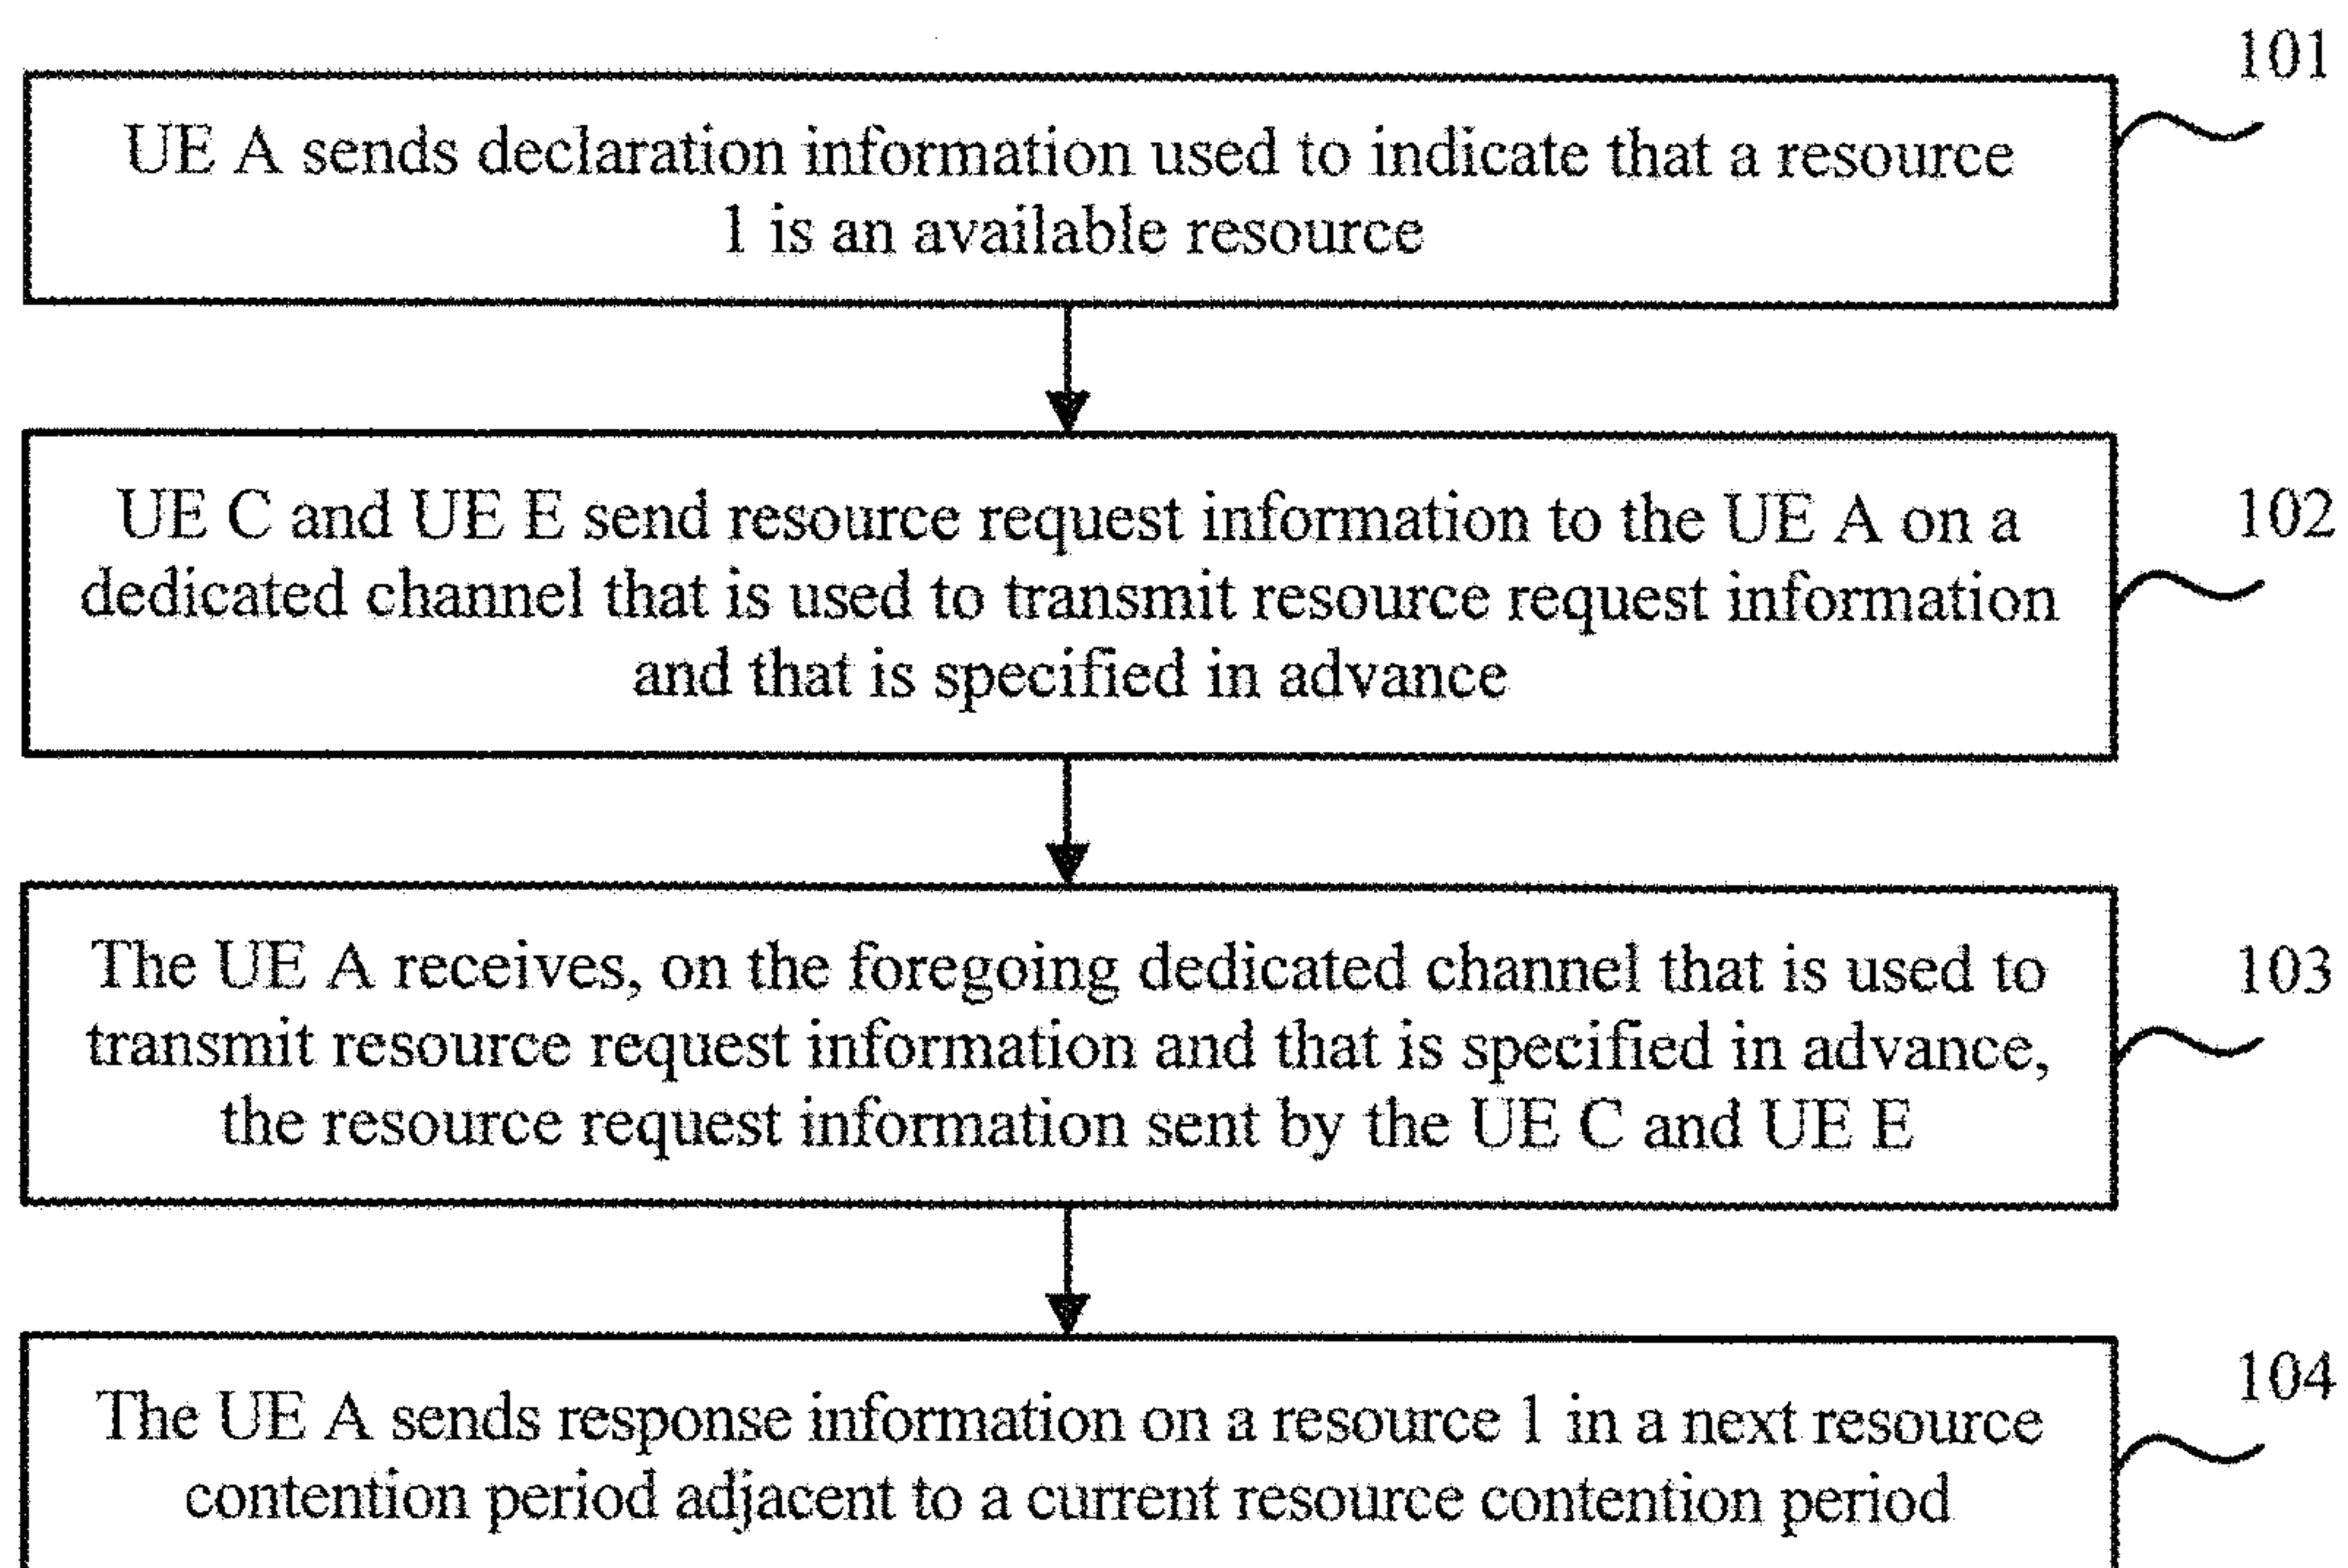 101
UE A sends declaration information used to indicate that a resource
1 is an available resource
UE C and UE E send resource request information to the UE A on a
102
dedicated channel that is used to transmit resource request information
and that is specified in advance
The UE A receives, on the foregoing dedicated channel that is used to
103
transmit resource request information and that is specified in advance,
the resource request information sent by the UE C and UE E
104
The UE A sends response information on a resource 1 in a next resource
contention period adjacent to a current resource contention period